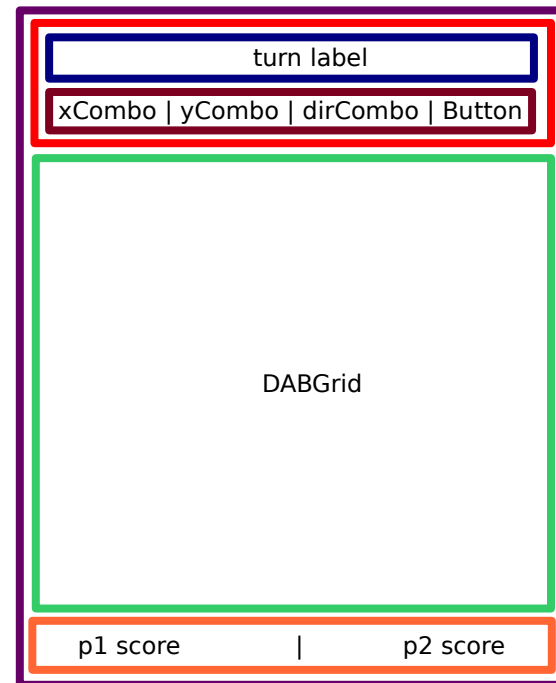 turn label
xCombo | yCombo | dirCombo | Button
DABGrid
p1 score | p2 score